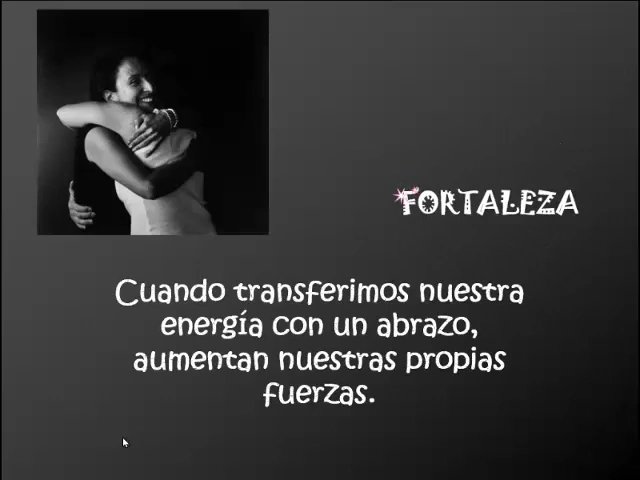 FORTALEZA
Cuando transferimos nuestra
energía con un abrazo,
aumentan nuestras propias
fuerzas.